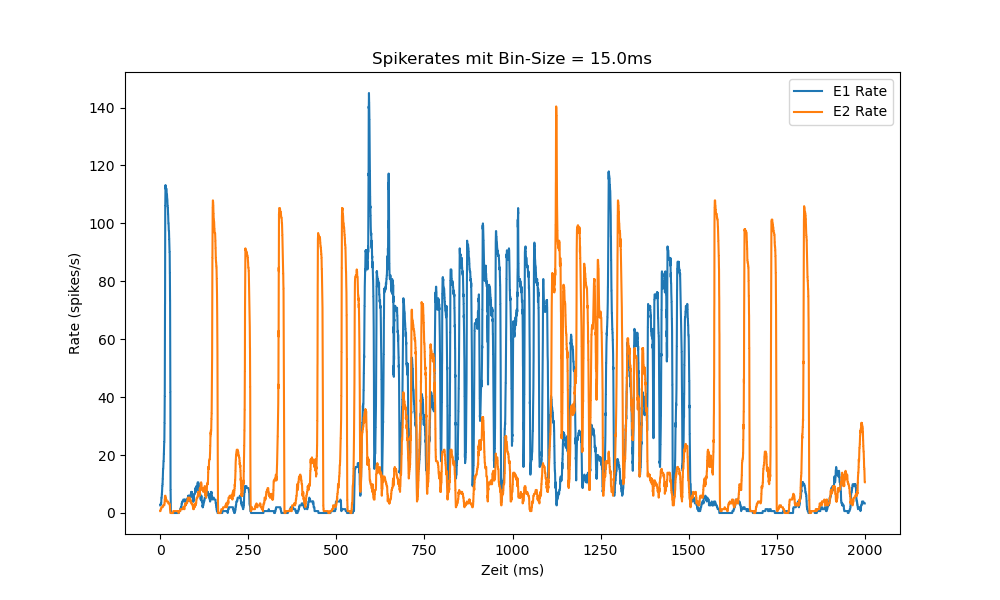 Spikerates mit Bin-Size = 15.0ms
E1 Rate
E2 Rate
140
120
100
80
60
40
20
0
Rate (spikes/s)
0 250 500 750 1000 1250 1500 1750 2000
Zeit (ms)